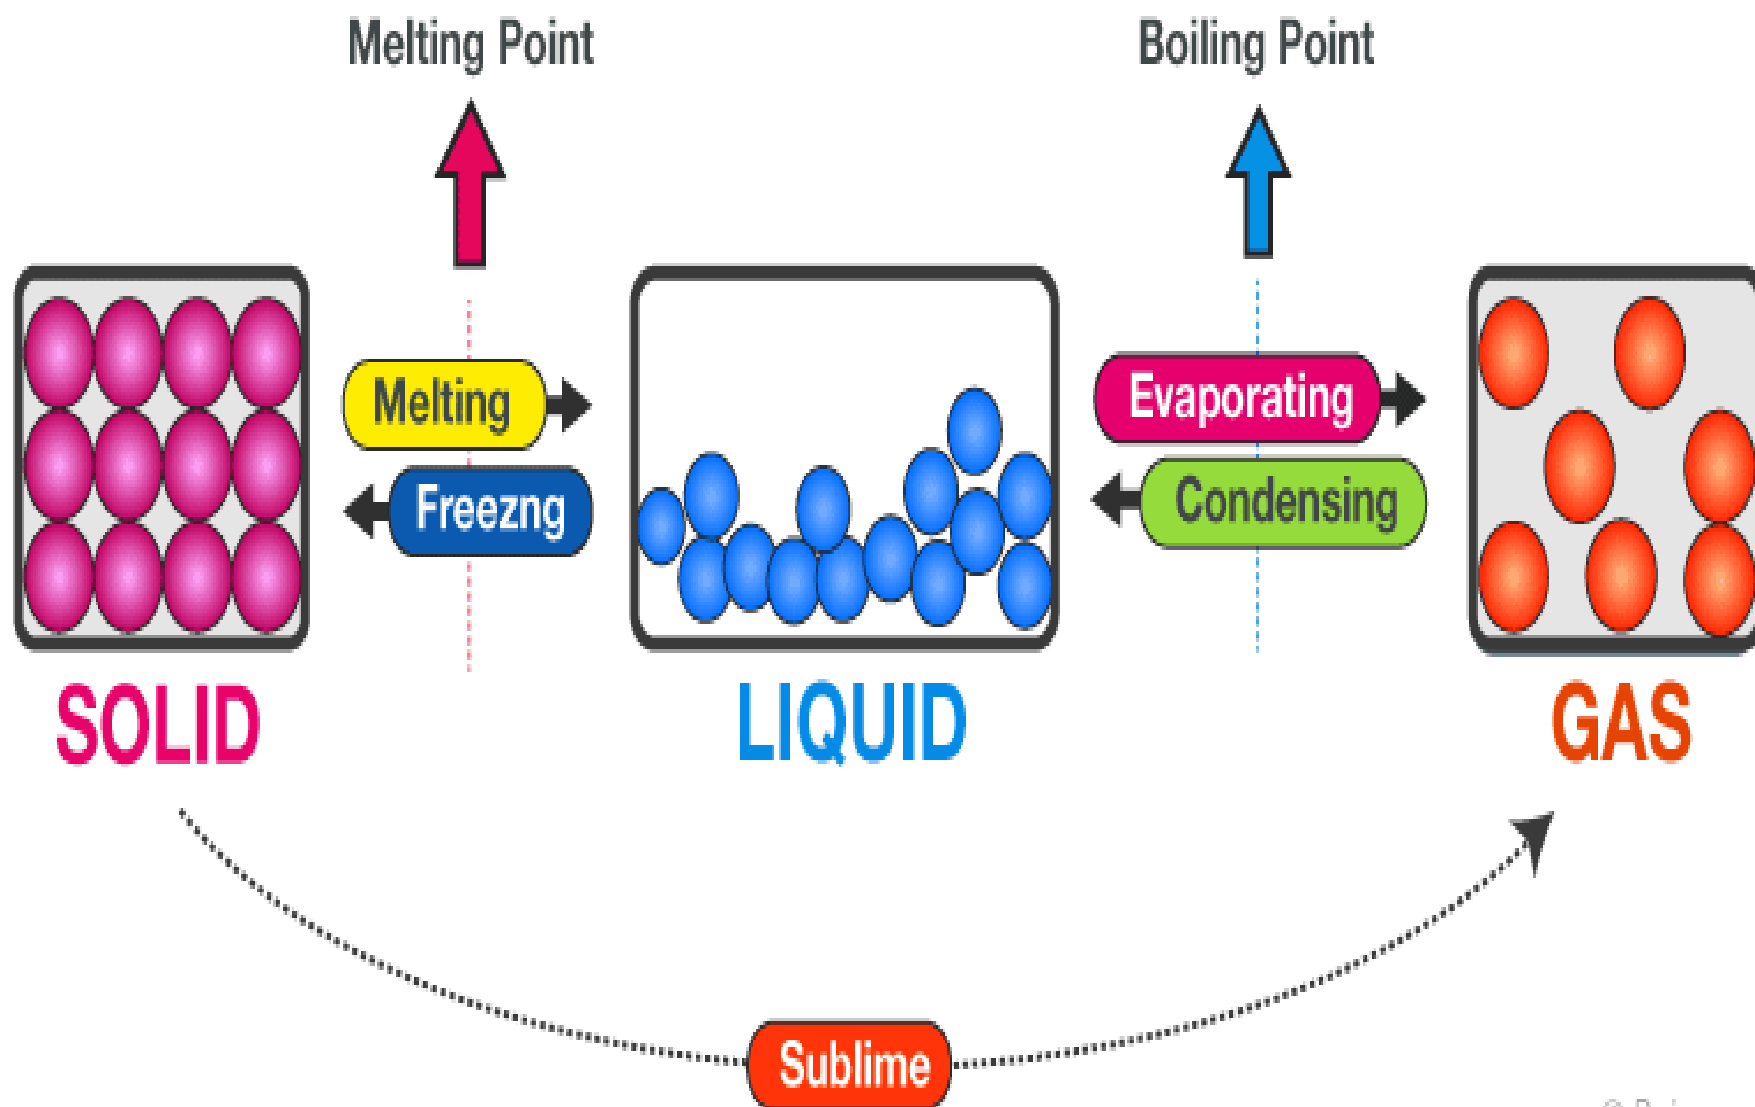 Melting Point
Boiling Point
Melting
Evaporating
Freezng
Condensing
SOLID
LIQUID
GAS
Sublime